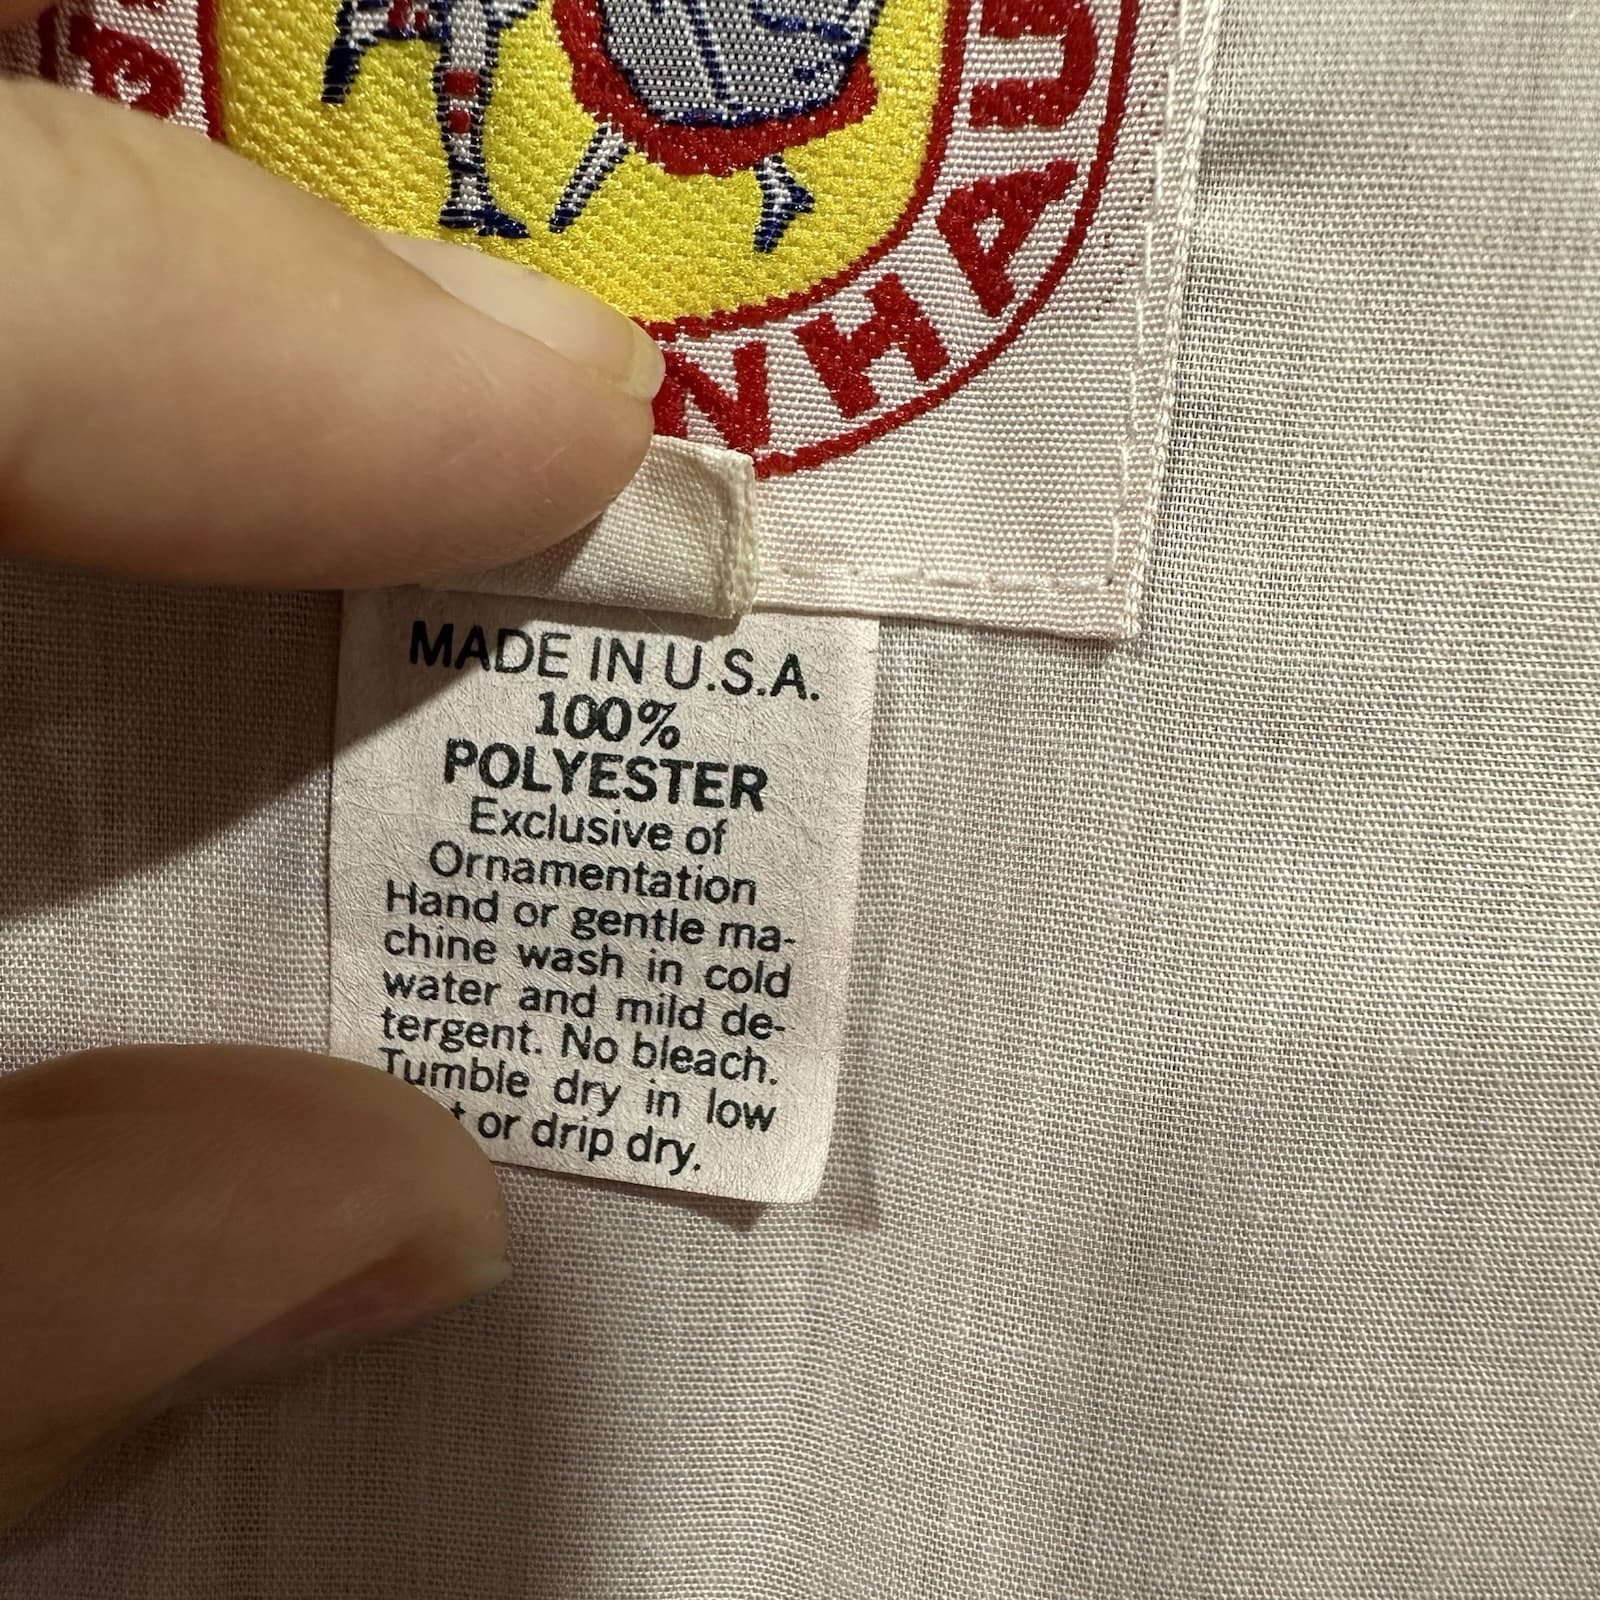 NHAU
MADE IN U.S.A.
100%
POLYESTER
Exclusive of
Ornamentation
Hand or gentle ma-
chine wash in cold
water and mild de-
tergent. No bleach.
Tumble dry in low
or drip dry.